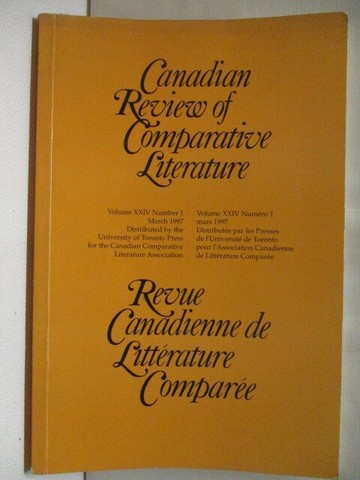 Canadian
Review of
Comparative
Literature
Volume XXIV Number 1
March 1997
Distributed by the
University of Toronto Press
for the Canadian Comparative
Literature Association
Volume XXIV Numéro 1
mars 1997
Distribuée par les Presses
de l'Université de Toronto
pour l'Association Canadienne
de Littérature Comparée
Revue
Canadienne de
Littérature
Comparée